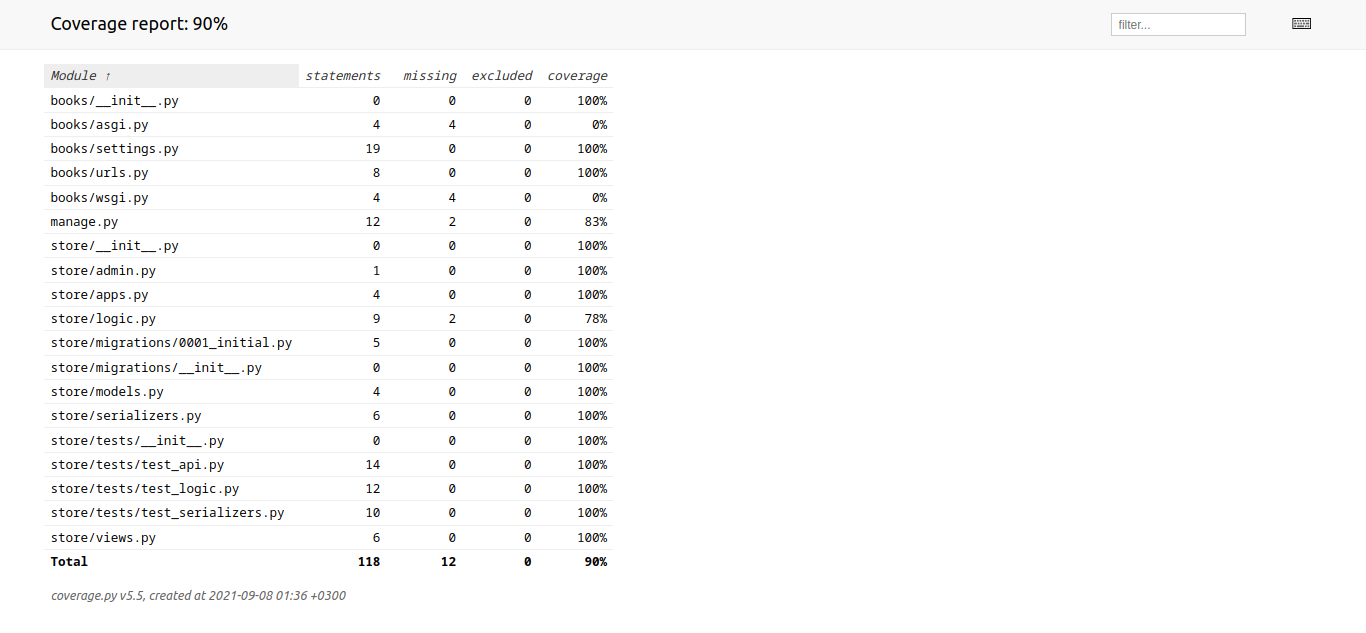 Coverage report: 90%
filter...
Module ↑ statements missing excluded coverage
books/__init__.py 0 0 0 100%
books/asgi.py 4 4 0 0%
books/settings.py 19 0 0 100%
books/urls.py 8 0 0 100%
books/wsgi.py 4 4 0 0%
manage.py 12 2 0 83%
store/__init__.py 0 0 0 100%
store/admin.py 1 0 0 100%
store/apps.py 4 0 0 100%
store/logic.py 9 2 0 78%
store/migrations/0001_initial.py 5 0 0 100%
store/migrations/__init__.py 0 0 0 100%
store/models.py 4 0 0 100%
store/serializers.py 6 0 0 100%
store/tests/__init__.py 0 0 0 100%
store/tests/test_api.py 14 0 0 100%
store/tests/test_logic.py 12 0 0 100%
store/tests/test_serializers.py 10 0 0 100%
store/views.py 6 0 0 100%
Total 118 12 0 90%
coverage.py v5.5, created at 2021-09-08 01:36 +0300